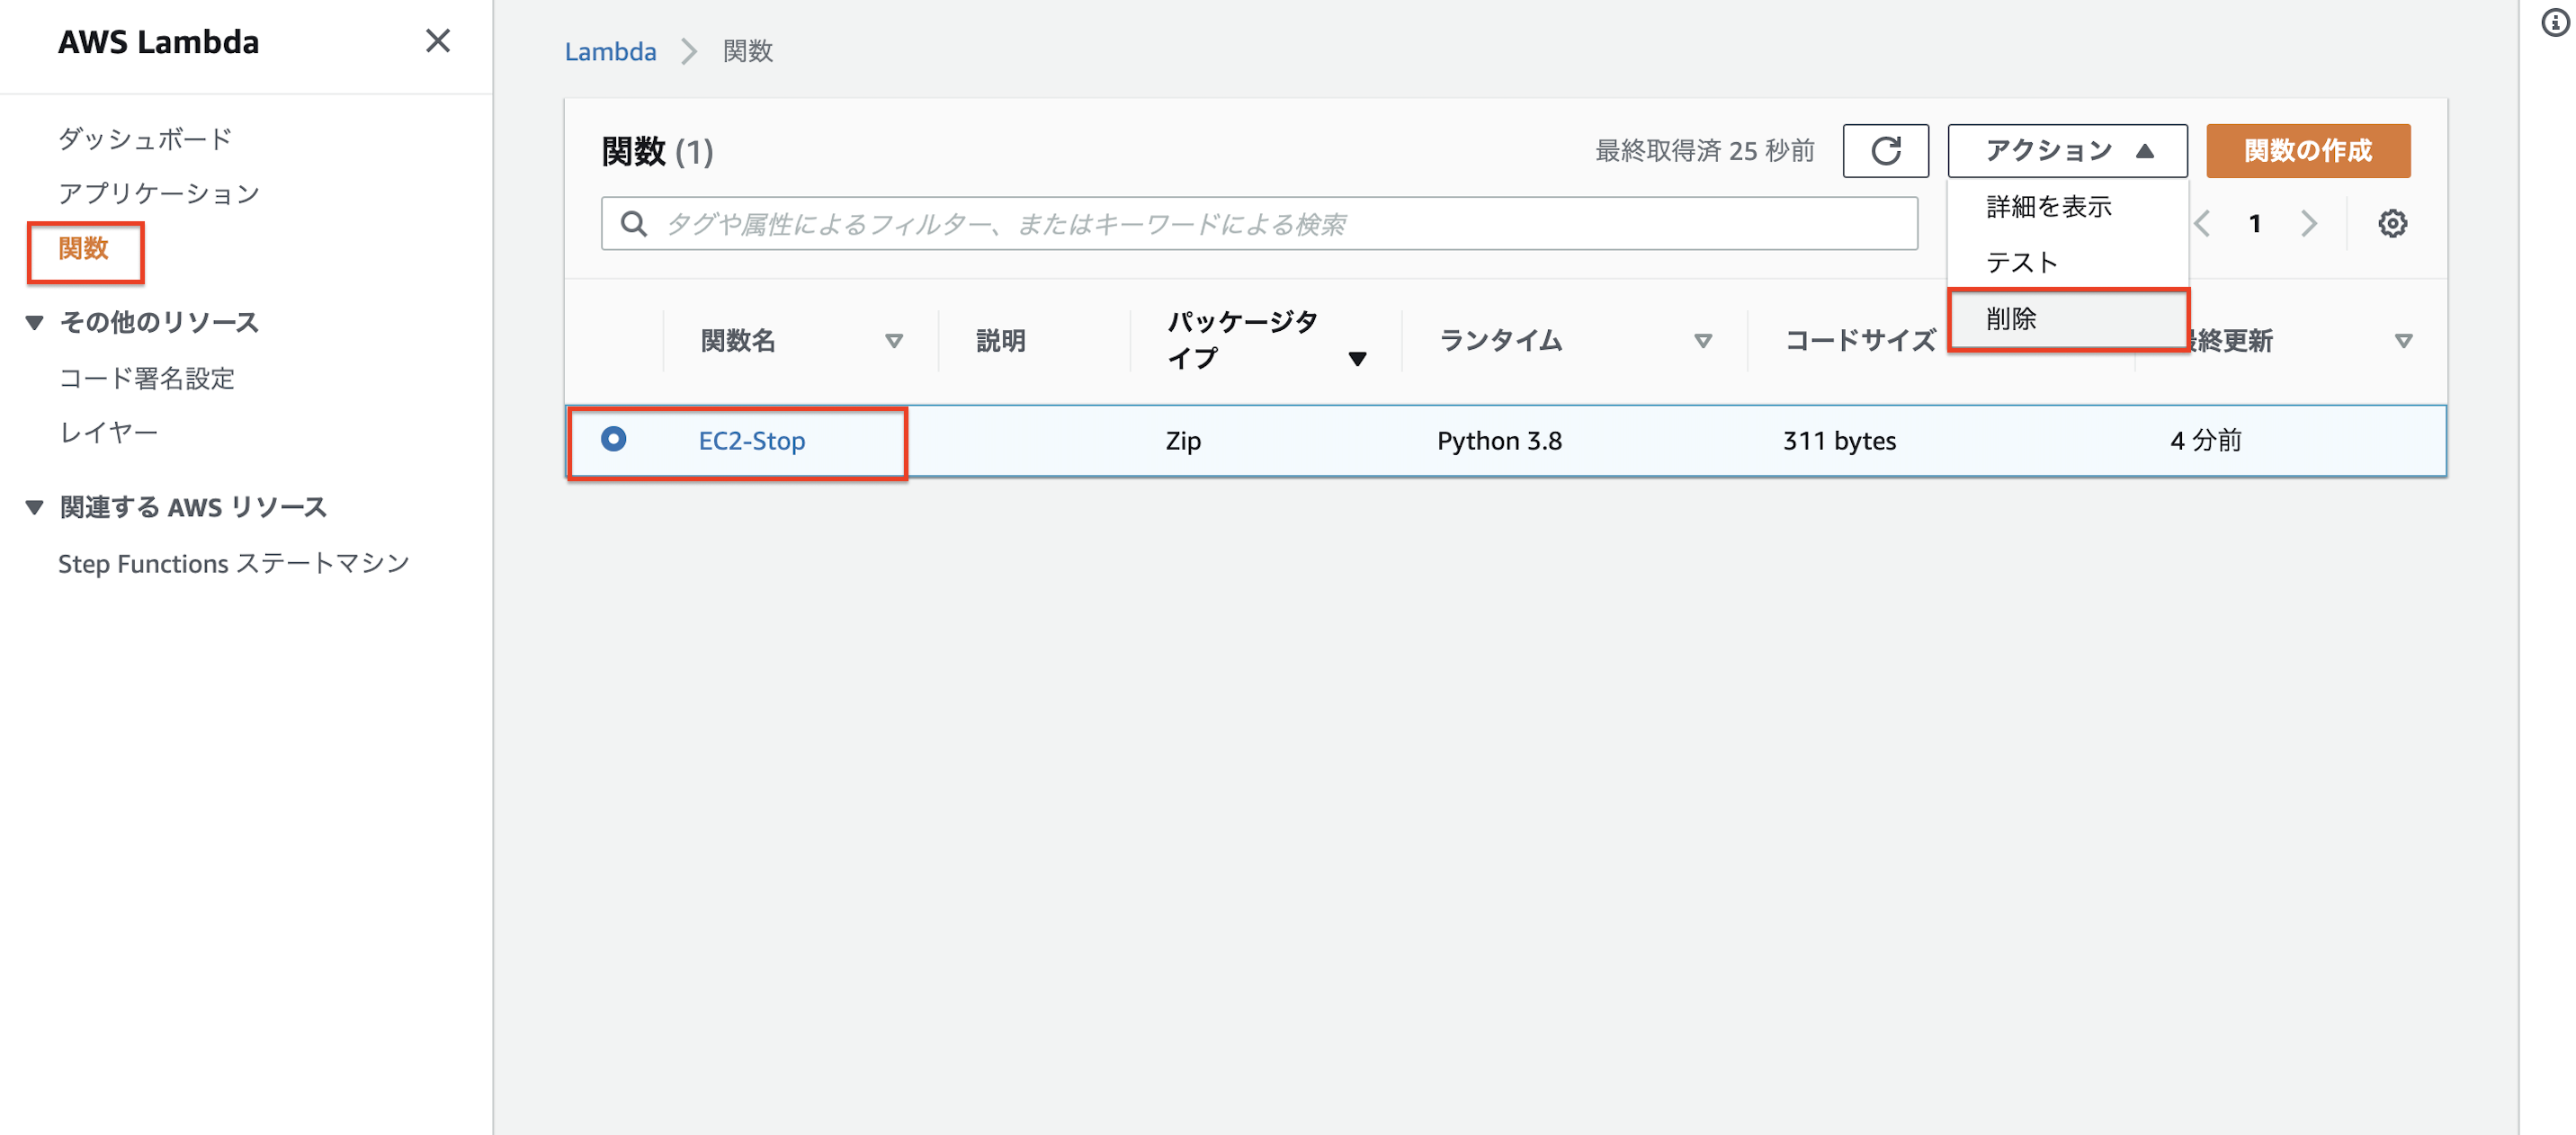 AWS Lambda
ダッシュボード
アプリケーション
関数
その他のリソース
コード署名設定
レイヤー
関連する AWS リソース
Step Functions ステートマシン
Lambda
関数
関数 (1)
最終取得済 25 秒前
アクション
関数の作成
タグや属性によるフィルター、またはキーワードによる検索
詳細を表示
テスト
削除
1
関数名
説明
パッケージタ
イプ
ランタイム
コードサイズ
終更新
EC2-Stop
Zip
Python 3.8
311 bytes
4 分前